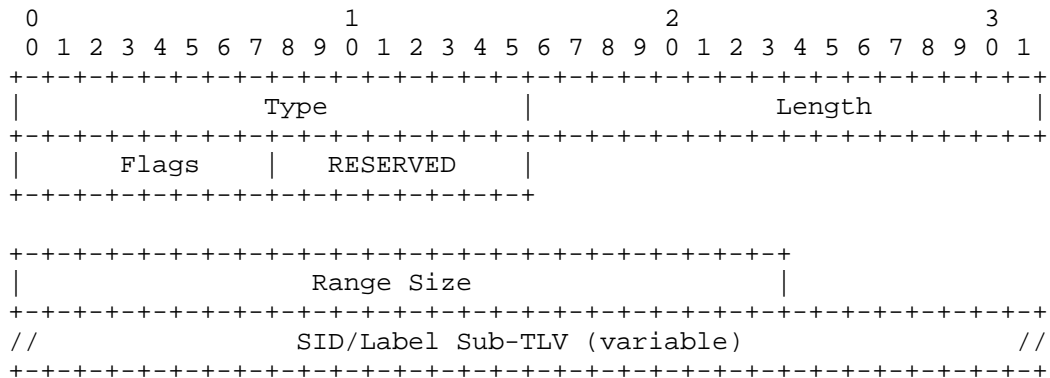 0                   1                   2                   3
 0 1 2 3 4 5 6 7 8 9 0 1 2 3 4 5 6 7 8 9 0 1 2 3 4 5 6 7 8 9 0 1
+-+-+-+-+-+-+-+-+-+-+-+-+-+-+-+-+-+-+-+-+-+-+-+-+-+-+-+-+-+-+-+-+
|               Type            |               Length          |
+-+-+-+-+-+-+-+-+-+-+-+-+-+-+-+-+-+-+-+-+-+-+-+-+-+-+-+-+-+-+-+-+
|      Flags    |   RESERVED    |
+-+-+-+-+-+-+-+-+-+-+-+-+-+-+-+-+

+-+-+-+-+-+-+-+-+-+-+-+-+-+-+-+-+-+-+-+-+-+-+-+-+
|                  Range Size                   |
+-+-+-+-+-+-+-+-+-+-+-+-+-+-+-+-+-+-+-+-+-+-+-+-+-+-+-+-+-+-+-+-+
//                SID/Label Sub-TLV (variable)                 //
+-+-+-+-+-+-+-+-+-+-+-+-+-+-+-+-+-+-+-+-+-+-+-+-+-+-+-+-+-+-+-+-+